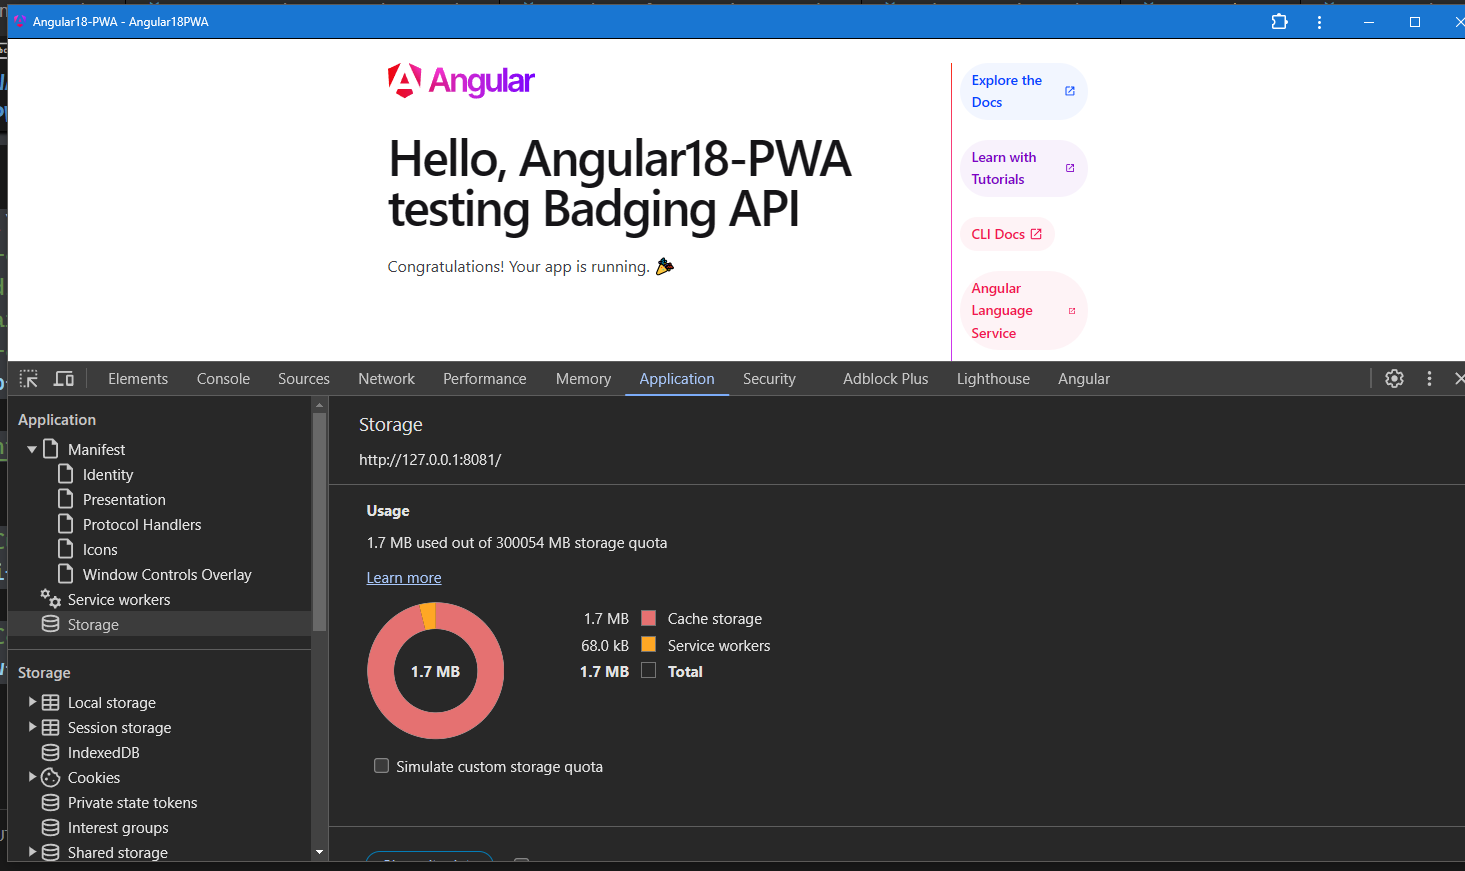 Angular18-PWA - Angular18PWA
Angular
Hello, Angular18-PWA
testing Badging API
Congratulations! Your app is running. 🎉
Explore the
Docs
Learn with
Tutorials
CLI Docs
Angular
Language
Service
Elements Console Sources Network Performance Memory Application Security Adblock Plus Lighthouse Angular
Application
Manifest
Identity
Presentation
Protocol Handlers
Icons
Window Controls Overlay
Service workers
Storage
Storage
Local storage
Session storage
IndexedDB
Cookies
Private state tokens
Interest groups
Shared storage
Storage
http://127.0.0.1:8081/
Usage
1.7 MB used out of 300054 MB storage quota
Learn more
1.7 MB
1.7 MB Cache storage
68.0 kB Service workers
1.7 MB Total
Simulate custom storage quota